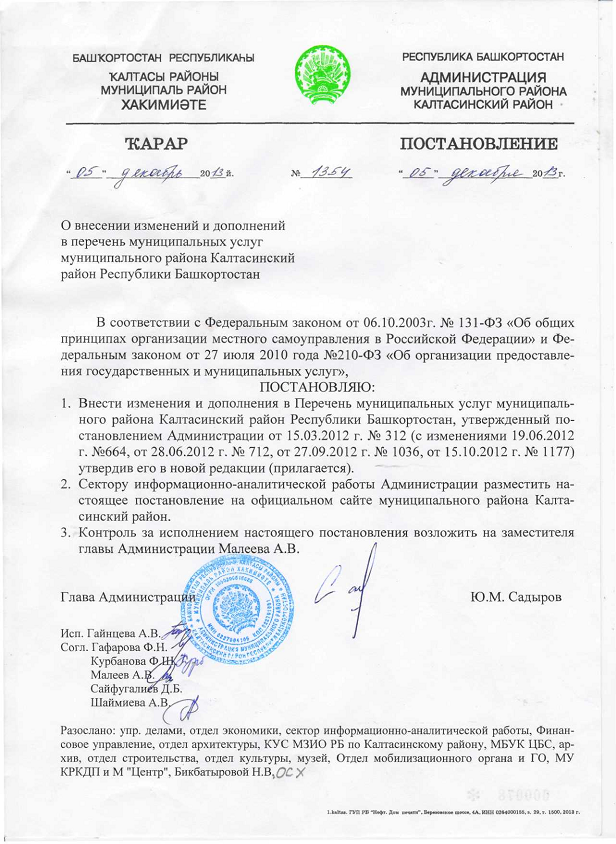 БАШҠОРТОСТАН РЕСПУБЛИКАҺЫ
ҠАЛТАСЫ РАЙОНЫ
МУНИЦИПАЛЬ РАЙОН
ХАКИМИӘТЕ
РЕСПУБЛИКА БАШКОРТОСТАН
АДМИНИСТРАЦИЯ
МУНИЦИПАЛЬНОГО РАЙОНА
КАЛТАСИНСКИЙ РАЙОН
ҠАРАР
ПОСТАНОВЛЕНИЕ
"05" декабрь 2013 й. № 1354 "05" декабря 2013 г.
О внесении изменений и дополнений
в перечень муниципальных услуг
муниципального района Калтасинский
район Республики Башкортостан
В соответствии с Федеральным законом от 06.10.2003г. № 131-ФЗ «Об общих
принципах организации местного самоуправления в Российской Федерации» и Фе-
деральным законом от 27 июля 2010 года №210-ФЗ «Об организации предоставле-
ния государственных и муниципальных услуг»,
ПОСТАНОВЛЯЮ:
1. Внести изменения и дополнения в Перечень муниципальных услуг муниципаль-
ного района Калтасинский район Республики Башкортостан, утвержденный по-
становлением Администрации от 15.03.2012 г. № 312 (с изменениями 19.06.2012
г. №664, от 28.06.2012 г. № 712, от 27.09.2012 г. № 1036, от 15.10.2012 г. № 1177)
утвердив его в новой редакции (прилагается).
2. Сектору информационно-аналитической работы Администрации разместить на-
стоящее постановление на официальном сайте муниципального района Калта-
синский район.
3. Контроль за исполнением настоящего постановления возложить на заместителя
главы Администрации Малеева А.В.
Глава Администрации Ю.М. Садыров
Исп. Гайнцева А.В.
Согл. Гафарова Ф.Н.
Курбанова Ф.Ш.
Малеев А.В.
Сайфугалиев Д.Б.
Шаймиева А.В.
Разослано: упр. делами, отдел экономики, сектор информационно-аналитической работы, Финан-
совое управление, отдел архитектуры, КУС МЗИО РБ по Калтасинскому району, МБУК ЦБС, ар-
хив, отдел строительства, отдел культуры, музей, Отдел мобилизационного органа и ГО, МУ
КРКДП и М "Центр", Бикбатыровой Н.В, ОСХ